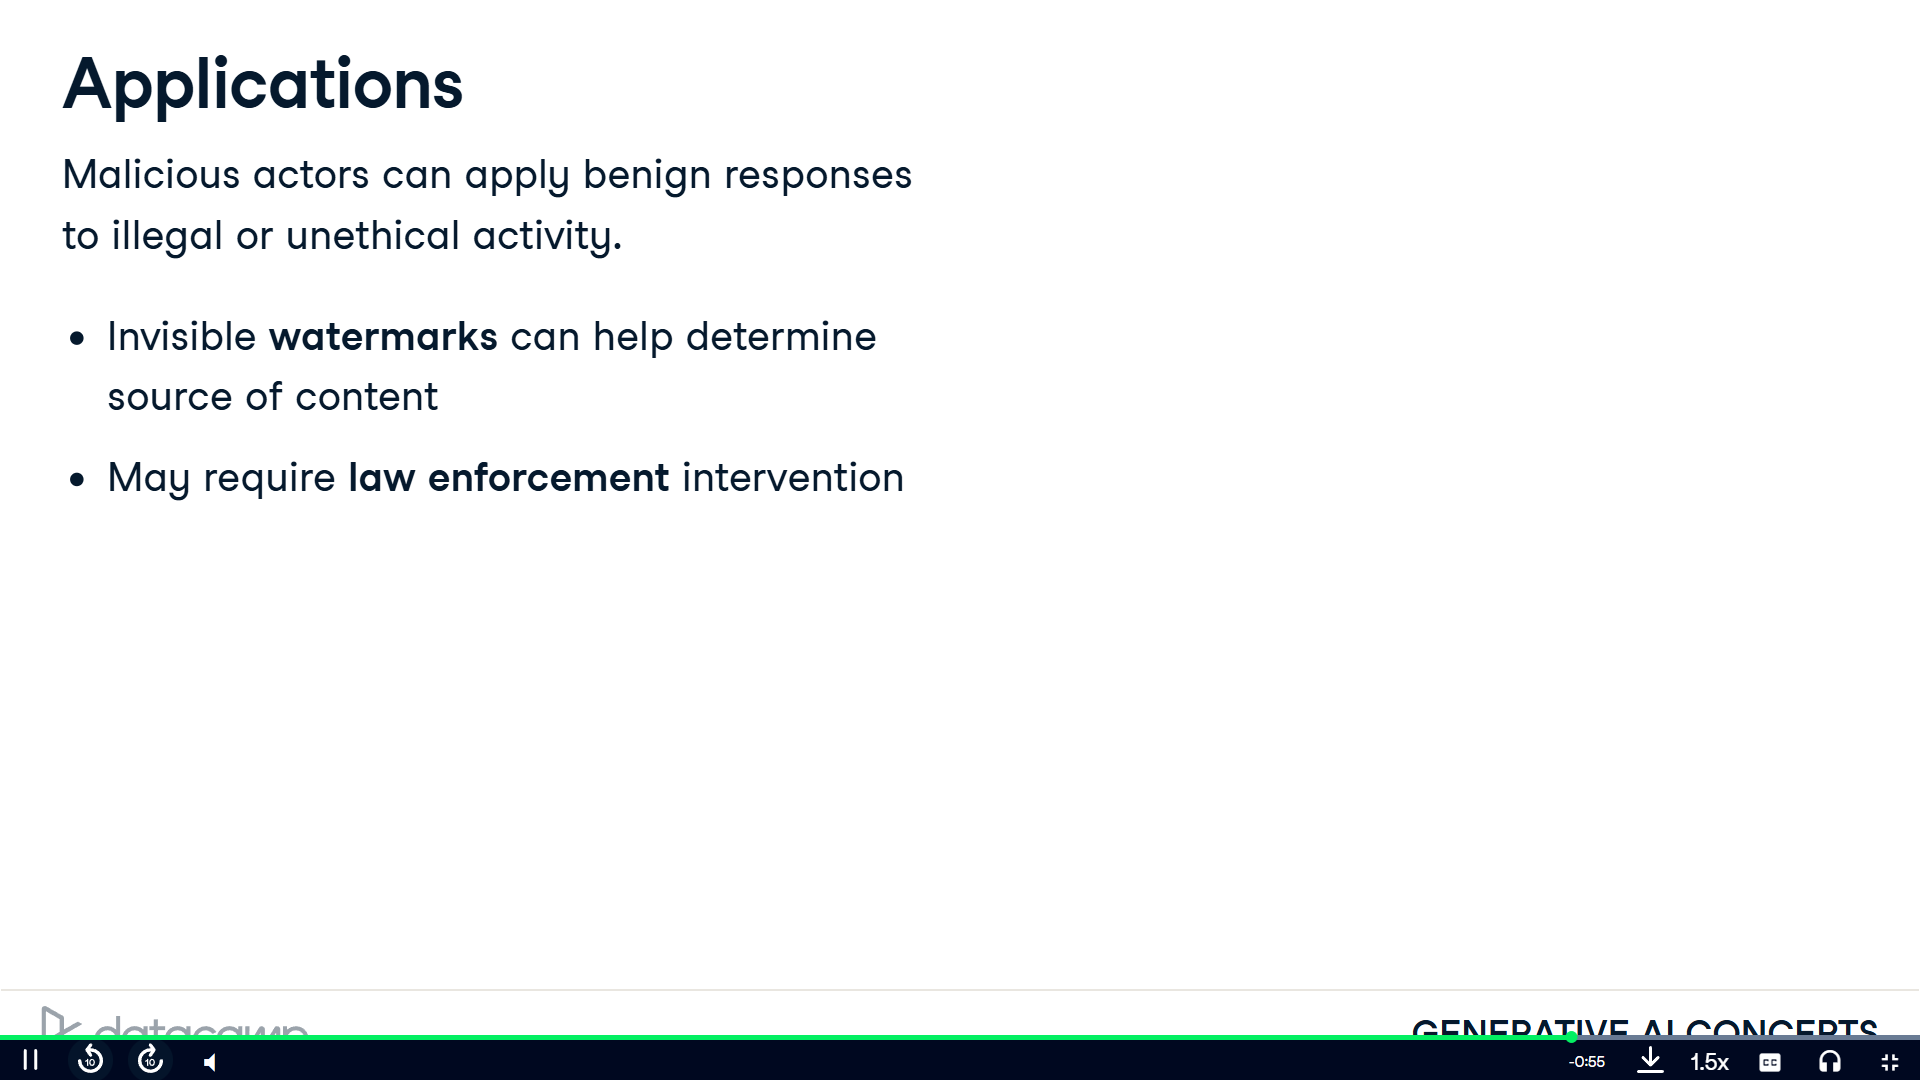 Applications
Malicious actors can apply benign responses
to illegal or unethical activity.
• Invisible watermarks can help determine
source of content
• May require law enforcement intervention
datacamp
GENERATIVE AI CONCEPTS
10
10
-0:55
1.5x
CC